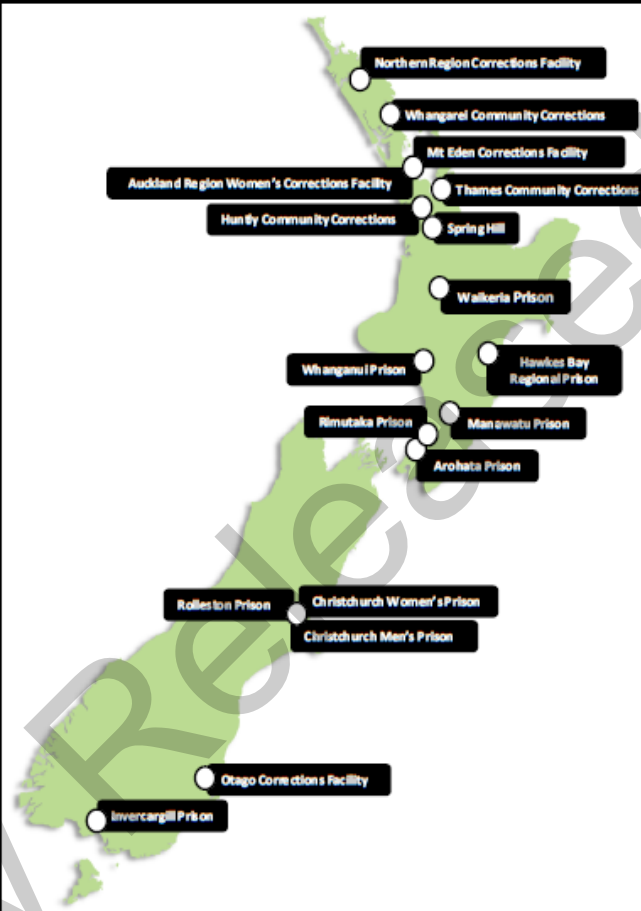 Northern Region Corrections Facility
Whangarei Community Corrections
Mt Eden Corrections Facility
Auckland Region Women's Corrections Facility
Thames Community Corrections
Huntly Community Corrections
Spring Hill
Waikeria Prison
Whanganui Prison
Hawkes Bay
Regional Prison
Rimutaka Prison
Manawatu Prison
Arohata Prison
Rolleston Prison
Christchurch Women's Prison
Christchurch Men's Prison
Otago Corrections Facility
Invercargill Prison
y Release